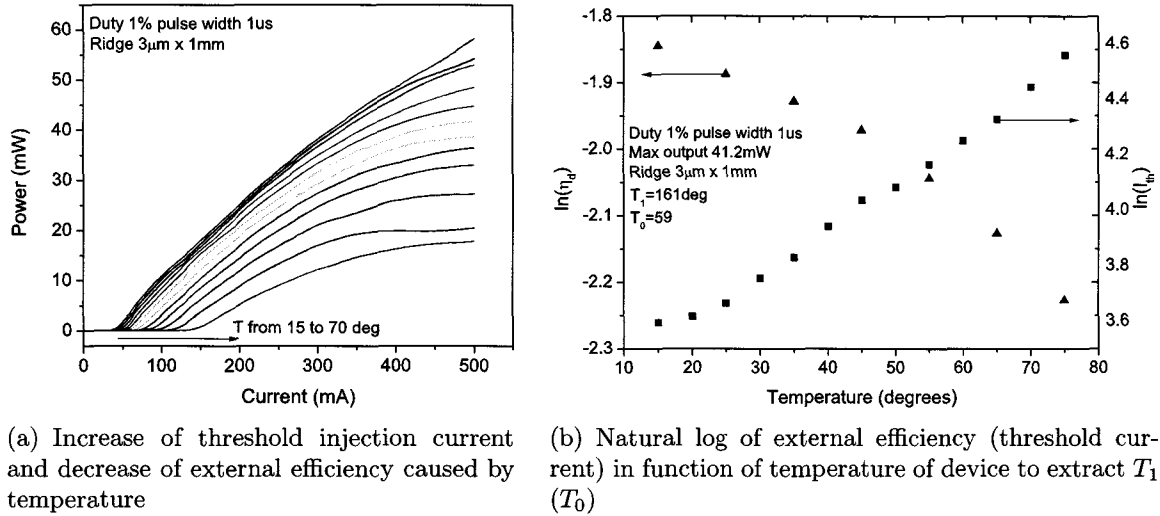 Duty 1% pulse width 1us
Ridge 3μm x 1mm
Power (mW)
60
50
40
30
20
10
0
T from 15 to 70 deg
0 100 200 300 400 500
Current (mA)
(a) Increase of threshold injection current
and decrease of external efficiency caused by
temperature
ln(η_d)
-1.8
-1.9
-2.0
-2.1
-2.2
-2.3
Duty 1% pulse width 1us
Max output 41.2mW
Ridge 3μm x 1mm
T_1=161deg
T_0=59
4.6
4.4
4.2
4.0
3.8
3.6
ln(I_th)
10 20 30 40 50 60 70 80
Temperature (degrees)
(b) Natural log of external efficiency (threshold cur-
rent) in function of temperature of device to extract T_1
(T_0)